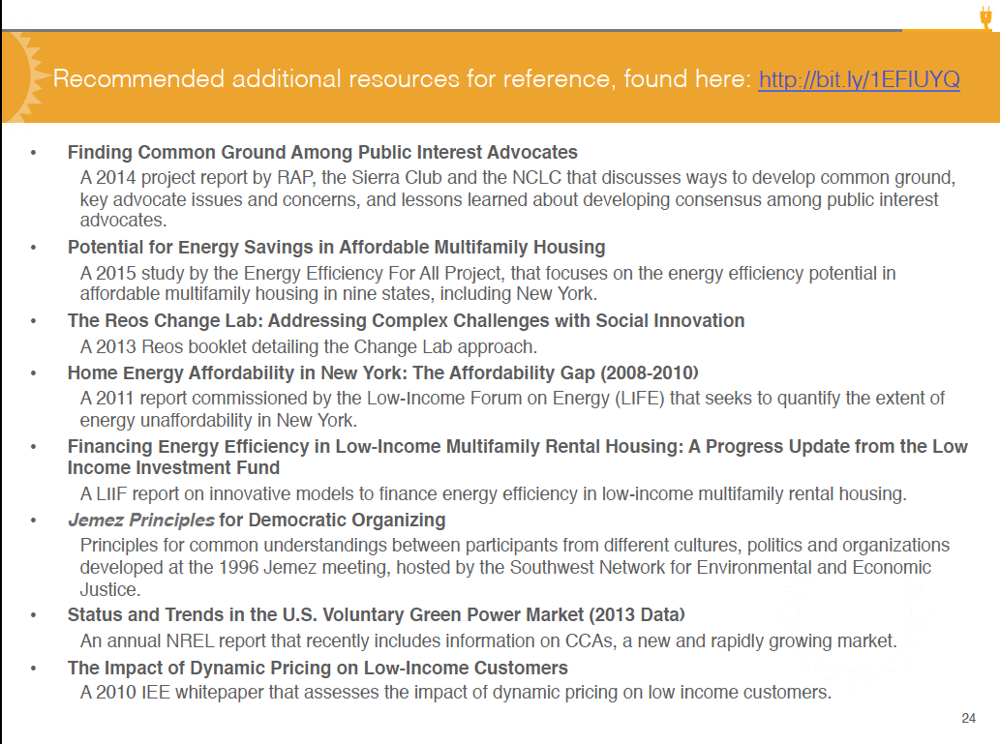 Recommended additional resources for reference, found here: http://bit.ly/1EFIUYQ
• Finding Common Ground Among Public Interest Advocates
A 2014 project report by RAP, the Sierra Club and the NCLC that discusses ways to develop common ground,
key advocate issues and concerns, and lessons learned about developing consensus among public interest
advocates.
• Potential for Energy Savings in Affordable Multifamily Housing
A 2015 study by the Energy Efficiency For All Project, that focuses on the energy efficiency potential in
affordable multifamily housing in nine states, including New York.
• The Reos Change Lab: Addressing Complex Challenges with Social Innovation
A 2013 Reos booklet detailing the Change Lab approach.
• Home Energy Affordability in New York: The Affordability Gap (2008-2010)
A 2011 report commissioned by the Low-Income Forum on Energy (LIFE) that seeks to quantify the extent of
energy unaffordability in New York.
• Financing Energy Efficiency in Low-Income Multifamily Rental Housing: A Progress Update from the Low
Income Investment Fund
A LIIF report on innovative models to finance energy efficiency in low-income multifamily rental housing.
• Jemez Principles for Democratic Organizing
Principles for common understandings between participants from different cultures, politics and organizations
developed at the 1996 Jemez meeting, hosted by the Southwest Network for Environmental and Economic
Justice.
• Status and Trends in the U.S. Voluntary Green Power Market (2013 Data)
An annual NREL report that recently includes information on CCAs, a new and rapidly growing market.
• The Impact of Dynamic Pricing on Low-Income Customers
A 2010 IEE whitepaper that assesses the impact of dynamic pricing on low income customers.
24